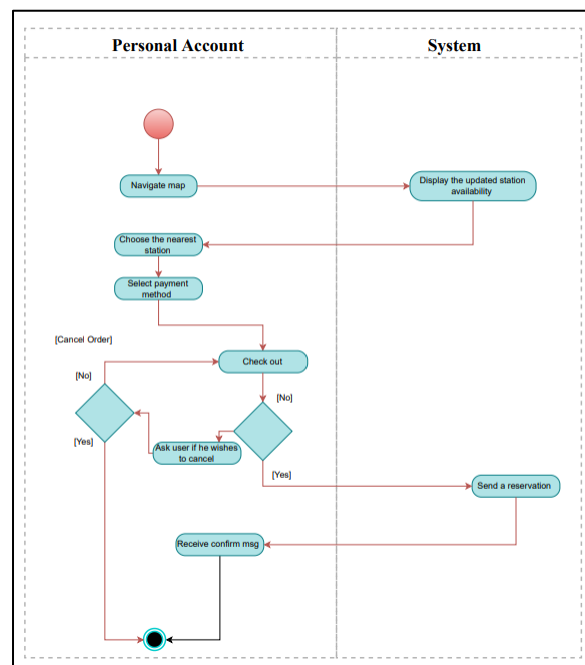 Personal Account
System
Navigate map
Display the updated station
availability
Choose the nearest
station
Select payment
method
[Cancel Order]
Check out
[No]
[No]
[Yes]
Ask user if he wishes
to cancel
[Yes]
Send a reservation
Receive confirm msg